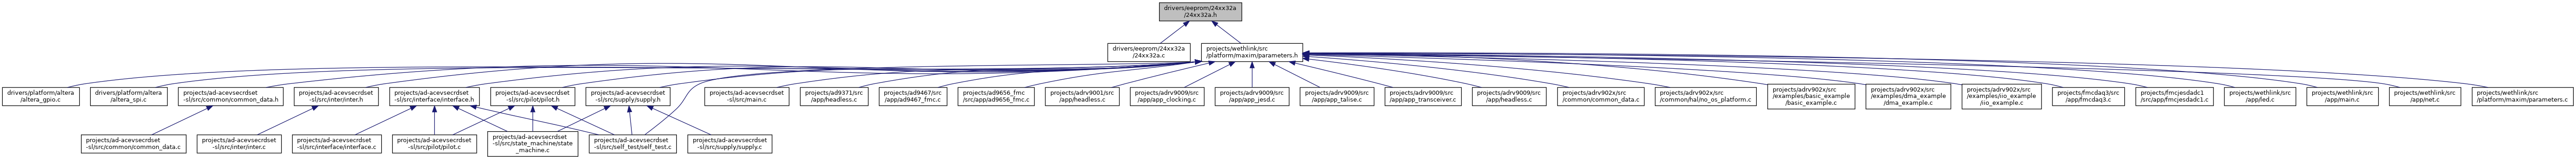 drivers/eeprom/24xx32a
/24xx32a.h
drivers/eeprom/24xx32a
/24xx32a.c
projects/wethlink/src
/platform/maxim/parameters.h
drivers/platform/altera
/altera_gpio.c
drivers/platform/altera
/altera_spi.c
projects/ad-acevsecrdset
-sl/src/common/common_data.h
projects/ad-acevsecrdset
-sl/src/inter/inter.h
projects/ad-acevsecrdset
-sl/src/interface/interface.h
projects/ad-acevsecrdset
-sl/src/pilot/pilot.h
projects/ad-acevsecrdset
-sl/src/supply/supply.h
projects/ad-acevsecrdset
-sl/src/main.c
projects/ad9371/src
/app/headless.c
projects/ad9467/src
/app/ad9467_fmc.c
projects/ad9656_fmc
/src/app/ad9656_fmc.c
projects/adrv9001/src
/app/headless.c
projects/adrv9009/src
/app/app_clocking.c
projects/adrv9009/src
/app/app_jesd.c
projects/adrv9009/src
/app/app_talise.c
projects/adrv9009/src
/app/app_transceiver.c
projects/adrv9009/src
/app/headless.c
projects/adrv902x/src
/common/common_data.c
projects/adrv902x/src
/common/hal/no_os_platform.c
projects/adrv902x/src
/examples/basic_example
/basic_example.c
projects/adrv902x/src
/examples/dma_example
/dma_example.c
projects/adrv902x/src
/examples/iio_example
/iio_example.c
projects/fmcdaq3/src
/app/fmcdaq3.c
projects/fmcjesdadc1
/src/app/fmcjesdadc1.c
projects/wethlink/src
/app/led.c
projects/wethlink/src
/app/main.c
projects/wethlink/src
/app/net.c
projects/wethlink/src
/platform/maxim/parameters.c
projects/ad-acevsecrdset
-sl/src/common/common_data.c
projects/ad-acevsecrdset
-sl/src/inter/inter.c
projects/ad-acevsecrdset
-sl/src/interface/interface.c
projects/ad-acevsecrdset
-sl/src/pilot/pilot.c
projects/ad-acevsecrdset
-sl/src/state_machine/state
_machine.c
projects/ad-acevsecrdset
-sl/src/self_test/self_test.c
projects/ad-acevsecrdset
-sl/src/supply/supply.c